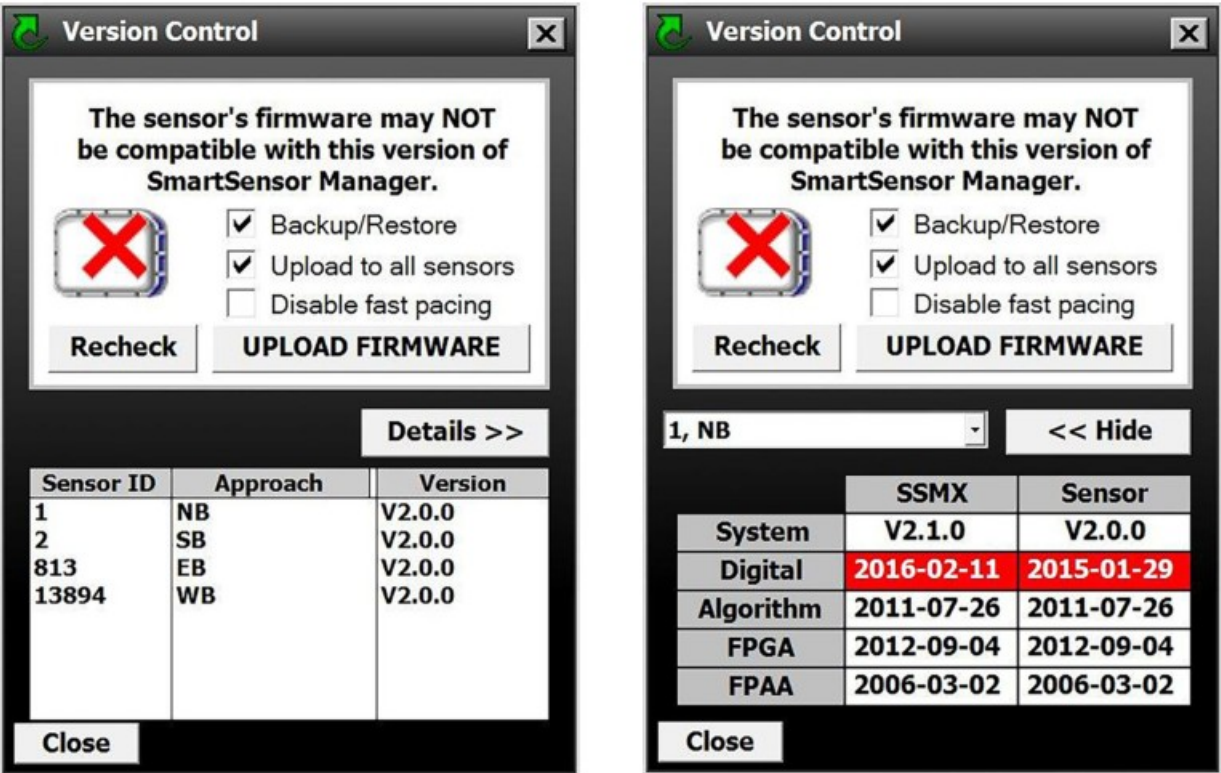 Version Control
The sensor's firmware may NOT
be compatible with this version of
SmartSensor Manager.
Backup/Restore
Upload to all sensors
Disable fast pacing
Recheck UPLOAD FIRMWARE
Details >>
Sensor ID Approach Version
1 NB V2.0.0
2 SB V2.0.0
813 EB V2.0.0
13894 WB V2.0.0
Close
Version Control
The sensor's firmware may NOT
be compatible with this version of
SmartSensor Manager.
Backup/Restore
Upload to all sensors
Disable fast pacing
Recheck UPLOAD FIRMWARE
1, NB << Hide
SSMX Sensor
System V2.1.0 V2.0.0
Digital 2016-02-11 2015-01-29
Algorithm 2011-07-26 2011-07-26
FPGA 2012-09-04 2012-09-04
FPAA 2006-03-02 2006-03-02
Close